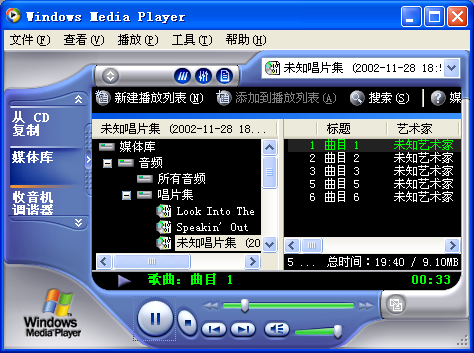 Windows Media Player
文件(F) 查看(V) 播放(P) 工具(T) 帮助(H)
未知唱片集 (2002-11-28 18:5
新建播放列表(N) 添加到播放列表(A) 搜索(S) 媒
从 CD
复制
媒体库
收音机
调谐器
未知唱片集 (2002-11-28 18...
媒体库
音频
所有音频
唱片集
Look Into The
Speakin' Out
未知唱片集 (20
标题 艺术家
1 曲目 1 未知艺术家
2 曲目 2 未知艺术家
3 曲目 3 未知艺术家
5 曲目 5 未知艺术家
6 曲目 6 未知艺术家
5 ... 总时间：19:40 / 9.10MB
歌曲: 曲目 1 00:33
Windows
Media Player